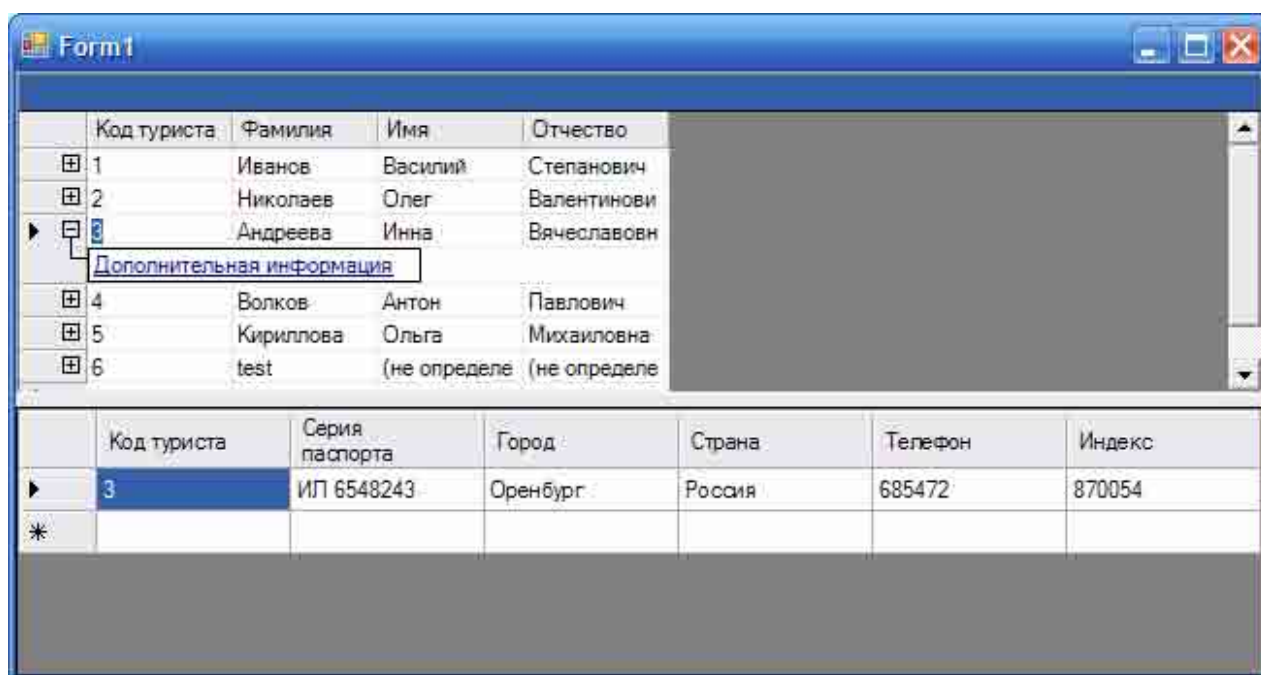 Form1
Код туриста Фамилия Имя Отчество
1 Иванов Василий Степанович
2 Николаев Олег Валентинови
3 Андреева Инна Вячеславовн
Дополнительная информация
4 Волков Антон Павлович
5 Кириллова Ольга Михаиловна
6 test (не определе (не определе
Код туриста Серия паспорта Город Страна Телефон Индекс
3 ИЛ 6548243 Оренбург Россия 685472 870054